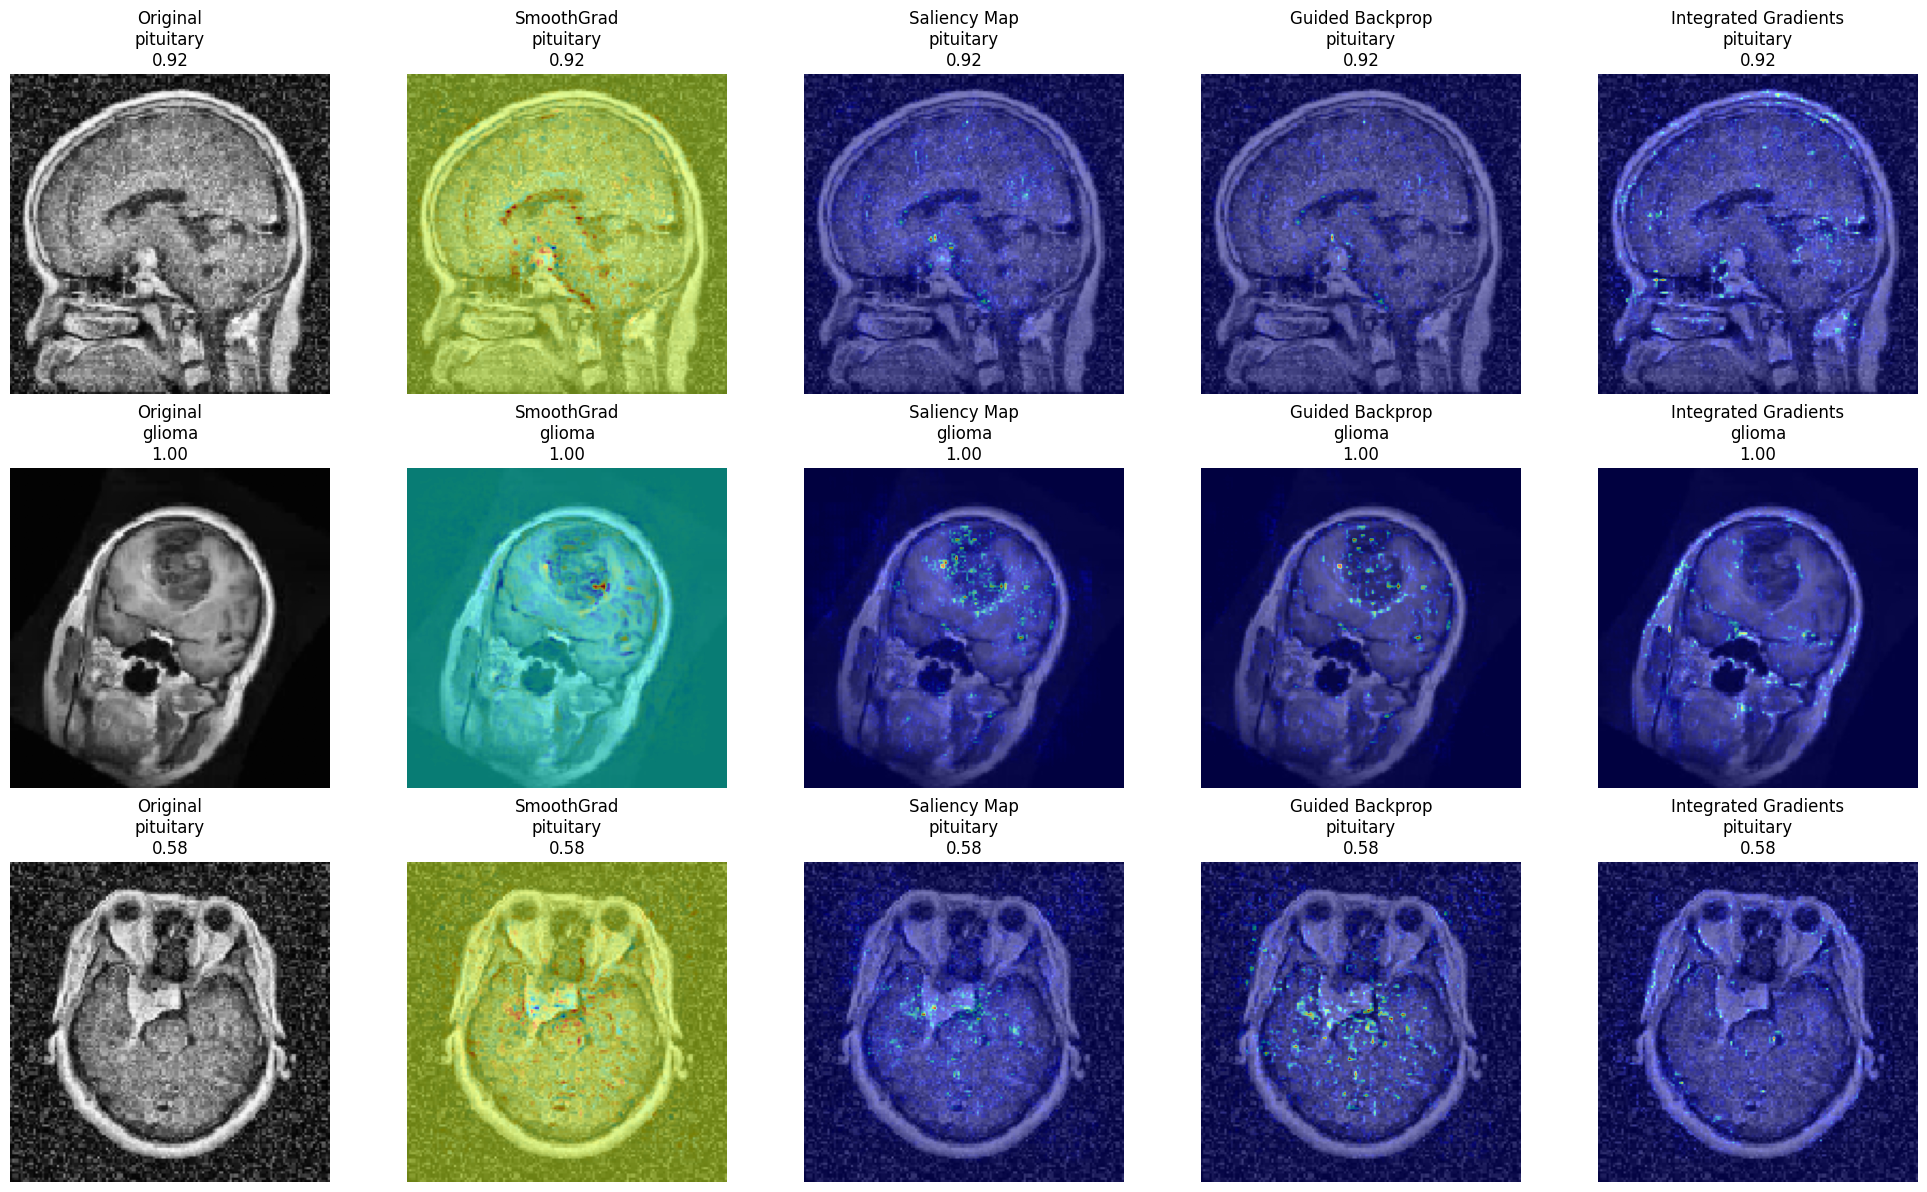 Original
pituitary
0.92
SmoothGrad
pituitary
0.92
Saliency Map
pituitary
0.92
Guided Backprop
pituitary
0.92
Integrated Gradients
pituitary
0.92
Original
glioma
1.00
SmoothGrad
glioma
1.00
Saliency Map
glioma
1.00
Guided Backprop
glioma
1.00
Integrated Gradients
glioma
1.00
Original
pituitary
0.58
SmoothGrad
pituitary
0.58
Saliency Map
pituitary
0.58
Guided Backprop
pituitary
0.58
Integrated Gradients
pituitary
0.58